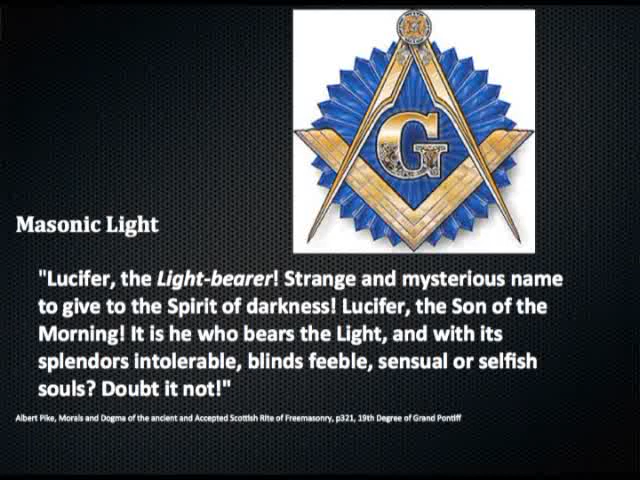 G
Masonic Light
"Lucifer, the Light-bearer! Strange and mysterious name
to give to the Spirit of darkness! Lucifer, the Son of the
Morning! It is he who bears the Light, and with its
splendors intolerable, blinds feeble, sensual or selfish
souls? Doubt it not!"
Albert Pike, Morals and Dogma of the ancient and Accepted Scottish Rite of Freemasonry, p321, 19th Degree of Grand Pontiff